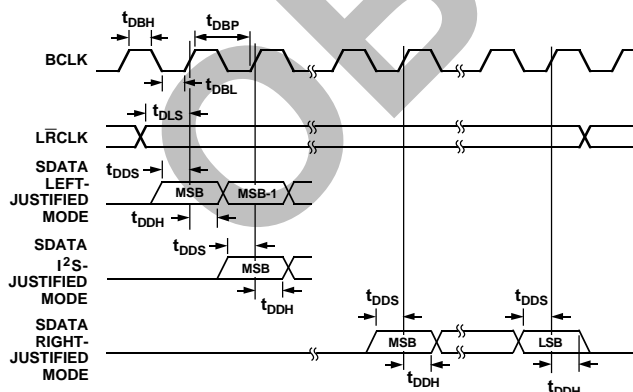 tDBH
tDBP
BCLK
tDBL
tDLS
LRCLK
SDATA
LEFT-
JUSTIFIED
MODE
tDDS
MSB
MSB-1
tDDH
SDATA
I²S-
JUSTIFIED
MODE
tDDS
MSB
tDDH
SDATA
RIGHT-
JUSTIFIED
MODE
tDDS
tDDS
MSB
LSB
tDDH
tDDH